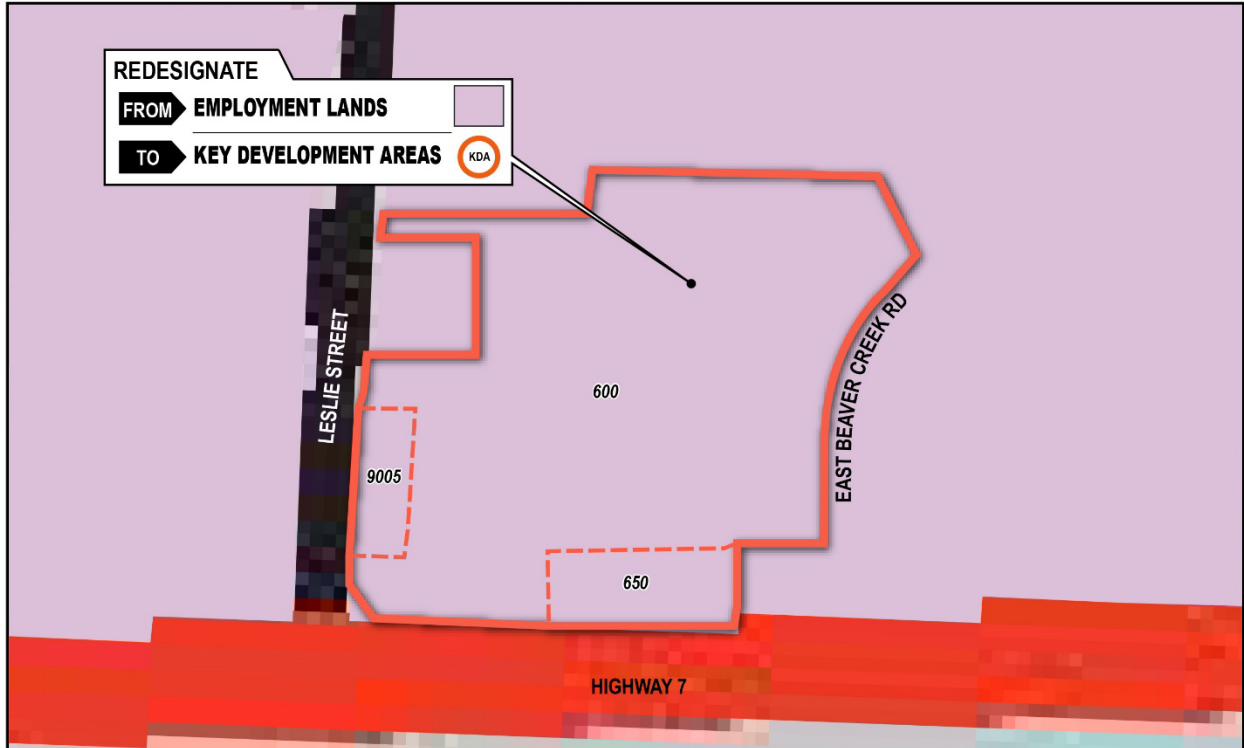 REDESIGNATE
FROM EMPLOYMENT LANDS
TO KEY DEVELOPMENT AREAS KDA
LESLIE STREET
EAST BEAVER CREEK RD
600
9005
650
HIGHWAY 7